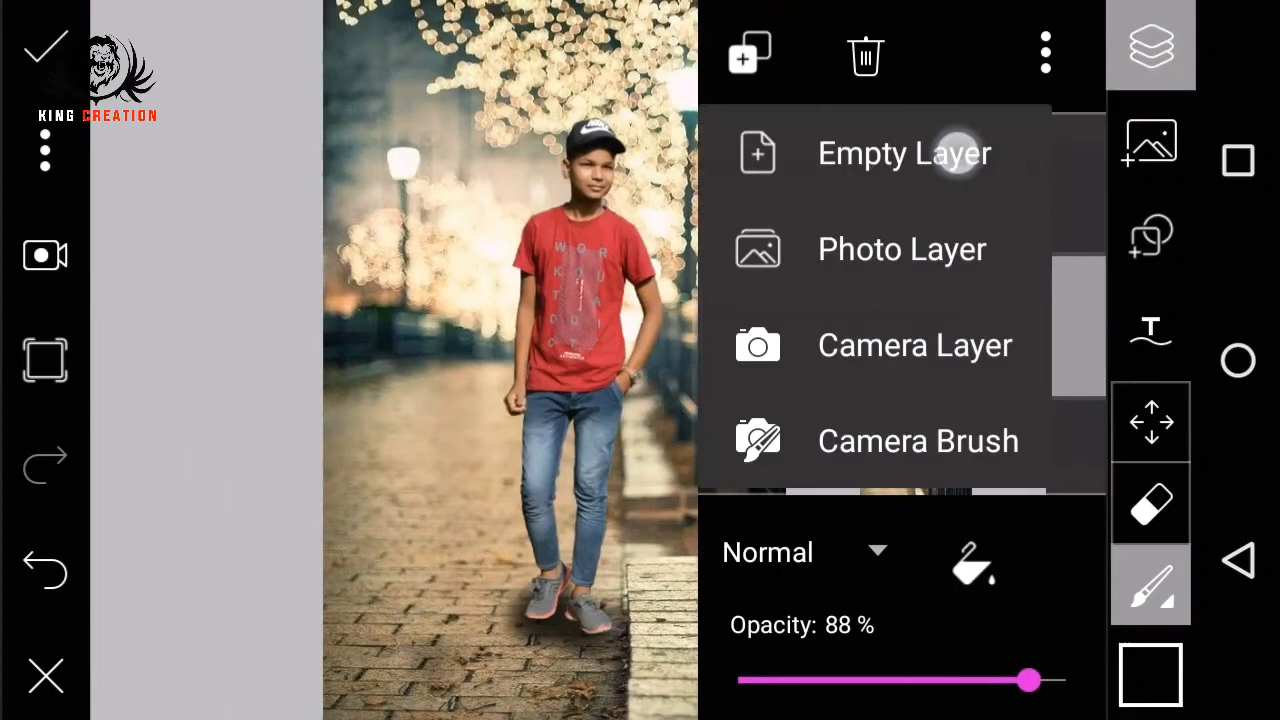 KING CREATION
Empty Layer
Photo Layer
Camera Layer
Camera Brush
Normal
Opacity: 88 %
T
W O R
K U
T A
D I
O C T